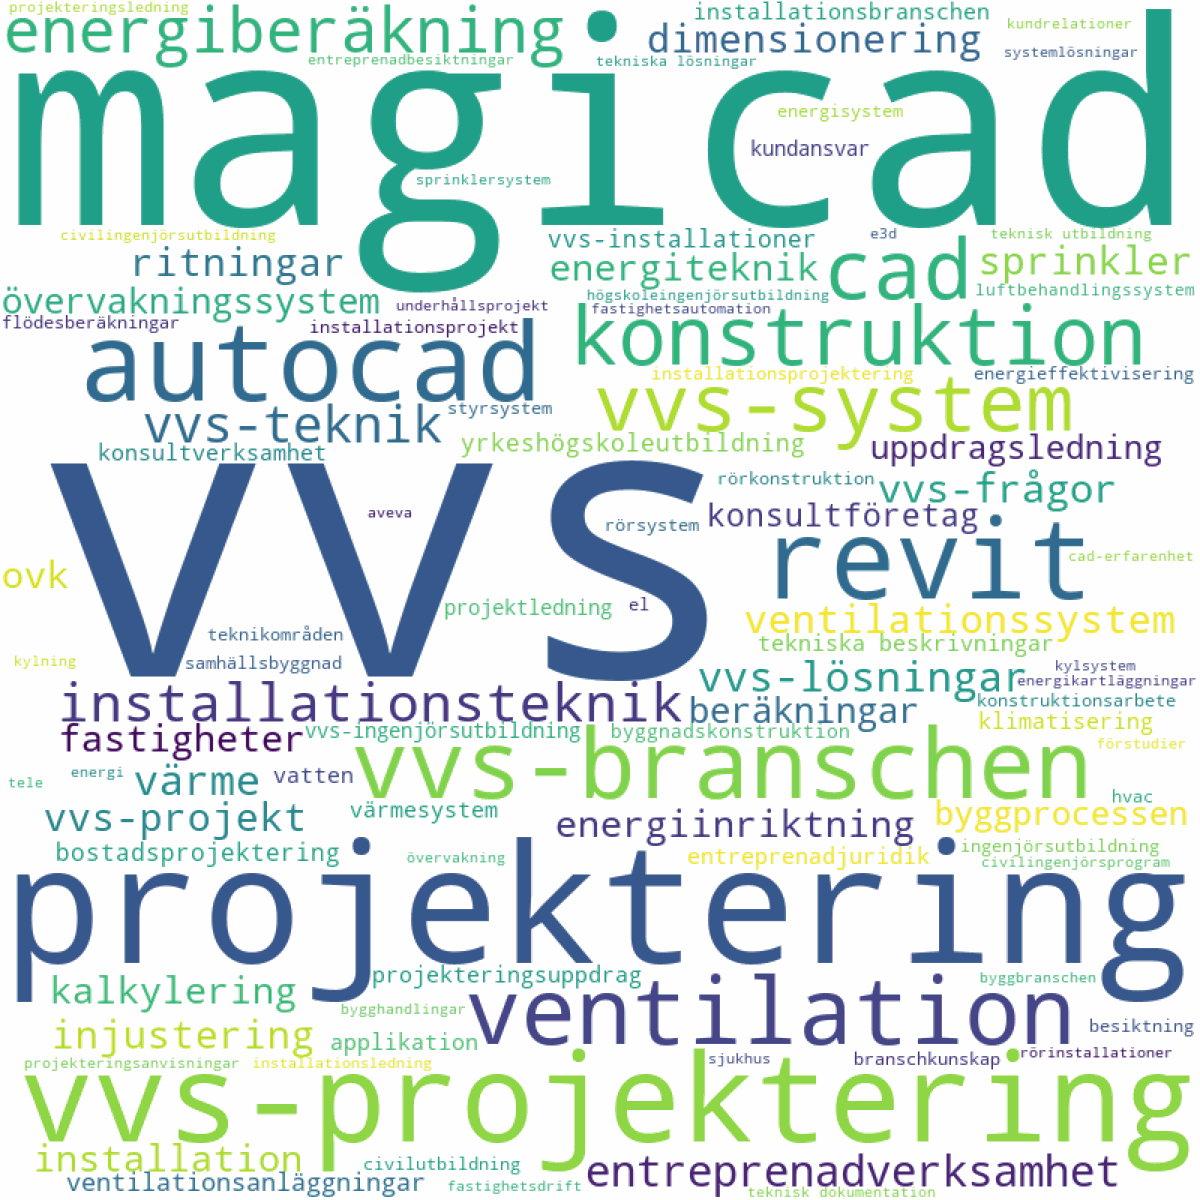 projekteringsledning
energiberäkning
installationsbranschen
kundrelationer
dimensionering
systemlösningar
entreprenadbesiktningar
tekniska lösningar
magicad
energisystem
kundansvar
sprinklersystem
civilingenjörsutbildning
vvs-installationer
e3d
teknisk utbildning
ritningar
energiteknik
cad
sprinkler
övervakningssystem
högskoleingenjörsutbildning
luftbehandlingssystem
underhållsprojekt
fastighetsautomation
flödesberäkningar
installationsprojekt
konstruktion
autocad
installationsprojektering
energieffektivisering
vvs-system
styrsystem
vvs-teknik
yrkeshögskoleutbildning
uppdragsledning
konsultverksamhet
vvs
rörkonstruktion
vvs-frågor
aveva
rörsystem
konsultföretag
revit
cad-erfarenhet
ovk
projektledning
el
ventilationssystem
teknikområden
tekniska beskrivningar
kylning
samhällsbyggnad
vvs-lösningar
kylsystem
energikartläggningar
installationsteknik
beräkningar
konstruktionsarbete
klimatisering
fastigheter
vvs-ingenjörsutbildning
byggnadskonstruktion
förstudier
vvs-branschen
tele
energi
värme
vatten
hvac
vvs-projekt
värmesystem
energiinriktning
byggprocessen
bostadsprojektering
övervakning
entreprenadjuridik
ingenjörsutbildning
civilingenjörsprogram
projektering
kalkylering
projekteringsuppdrag
byggbranschen
bygghandlingar
ventilation
injustering
applikation
besiktning
projekteringsanvisningar
installationsledning
sjukhus
branschkunskap
rörinstallationer
vvs-projektering
installation
civilutbildning
entreprenadverksamhet
ventilationsanläggningar
fastighetsdrift
teknisk dokumentation